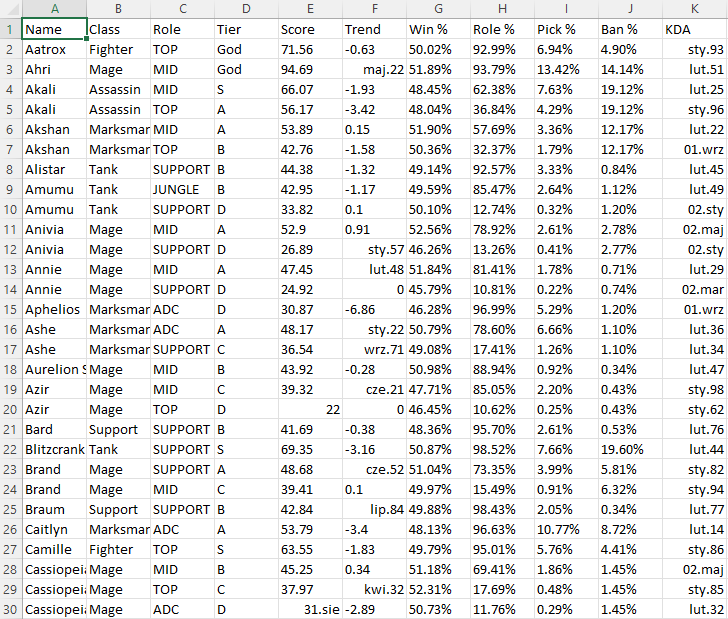 A B C D E F G H I J K
1 Name Class Role Tier Score Trend Win % Role % Pick % Ban % KDA
2 Aatrox Fighter TOP God 71.56 -0.63 50.02% 92.99% 6.94% 4.90% sty.93
3 Ahri Mage MID God 94.69 maj.22 51.89% 93.79% 13.42% 14.14% lut.51
4 Akali Assassin MID S 66.07 -1.93 48.45% 62.38% 7.63% 19.12% lut.25
5 Akali Assassin TOP A 56.17 -3.42 48.04% 36.84% 4.29% 19.12% sty.96
6 Akshan Marksmar MID A 53.89 0.15 51.90% 57.69% 3.36% 12.17% lut.22
7 Akshan Marksmar TOP B 42.76 -1.58 50.36% 32.37% 1.79% 12.17% 01.wrz
8 Alistar Tank SUPPORT B 44.38 -1.32 49.14% 92.57% 3.33% 0.84% lut.45
9 Amumu Tank JUNGLE B 42.95 -1.17 49.59% 85.47% 2.64% 1.12% lut.49
10 Amumu Tank SUPPORT D 33.82 0.1 50.10% 12.74% 0.32% 1.20% 02.sty
11 Anivia Mage MID A 52.9 0.91 52.56% 78.92% 2.61% 2.78% 02.maj
12 Anivia Mage SUPPORT D 26.89 sty.57 46.26% 13.26% 0.41% 2.77% 02.sty
13 Annie Mage MID A 47.45 lut.48 51.84% 81.41% 1.78% 0.71% lut.29
14 Annie Mage SUPPORT D 24.92 0 45.79% 10.81% 0.22% 0.74% 02.mar
15 Aphelios Marksmar ADC D 30.87 -6.86 46.28% 96.99% 5.29% 1.20% 01.wrz
16 Ashe Marksmar ADC A 48.17 sty.22 50.79% 78.60% 6.66% 1.10% lut.36
17 Ashe Marksmar SUPPORT C 36.54 wrz.71 49.08% 17.41% 1.26% 1.10% lut.34
18 Aurelion S Mage MID B 43.92 -0.28 50.98% 88.94% 0.92% 0.34% lut.47
19 Azir Mage MID C 39.32 cze.21 47.71% 85.05% 2.20% 0.43% sty.98
20 Azir Mage TOP D 22 0 46.45% 10.62% 0.25% 0.43% sty.62
21 Bard Support SUPPORT B 41.69 -0.38 48.36% 95.70% 2.61% 0.53% lut.76
22 Blitzcrank Tank SUPPORT S 69.35 -3.16 50.87% 98.52% 7.66% 19.60% lut.44
23 Brand Mage SUPPORT A 48.68 cze.52 51.04% 73.35% 3.99% 5.81% sty.82
24 Brand Mage MID C 39.41 0.1 49.97% 15.49% 0.91% 6.32% sty.94
25 Braum Support SUPPORT B 42.84 lip.84 49.88% 98.43% 2.05% 0.34% lut.77
26 Caitlyn Marksmar ADC A 53.79 -3.4 48.13% 96.63% 10.77% 8.72% lut.14
27 Camille Fighter TOP S 63.55 -1.83 49.79% 95.01% 5.76% 4.41% sty.86
28 Cassiopeia Mage MID B 45.25 0.34 51.18% 69.41% 1.86% 1.45% 02.maj
29 Cassiopeia Mage TOP C 37.97 kwi.32 52.31% 17.69% 0.48% 1.45% sty.85
30 Cassiopeia Mage ADC D 31.sie -2.89 50.73% 11.76% 0.29% 1.45% lut.32